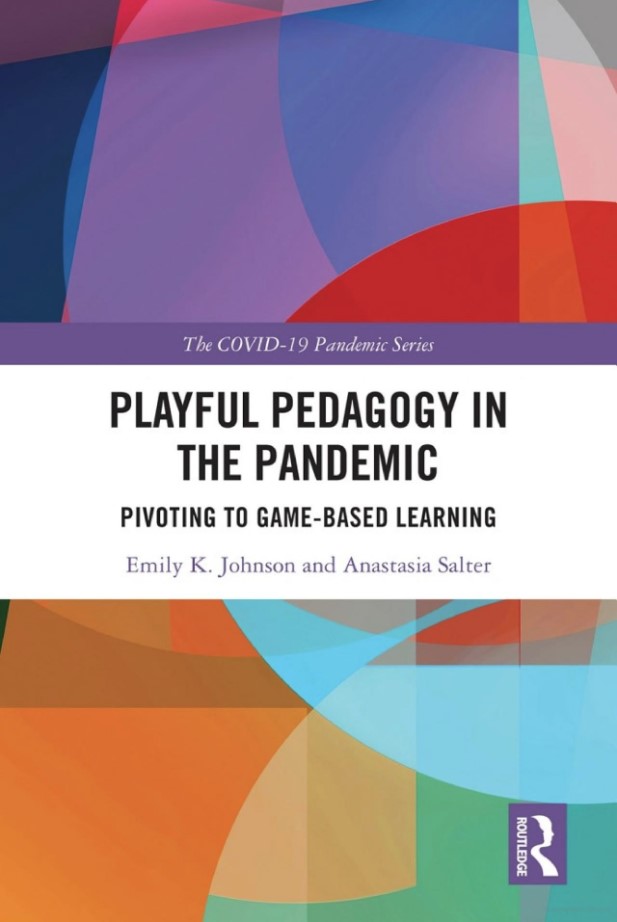 The COVID-19 Pandemic Series
PLAYFUL PEDAGOGY IN
THE PANDEMIC
PIVOTING TO GAME-BASED LEARNING
Emily K. Johnson and Anastasia Salter
ROUTLEDGE